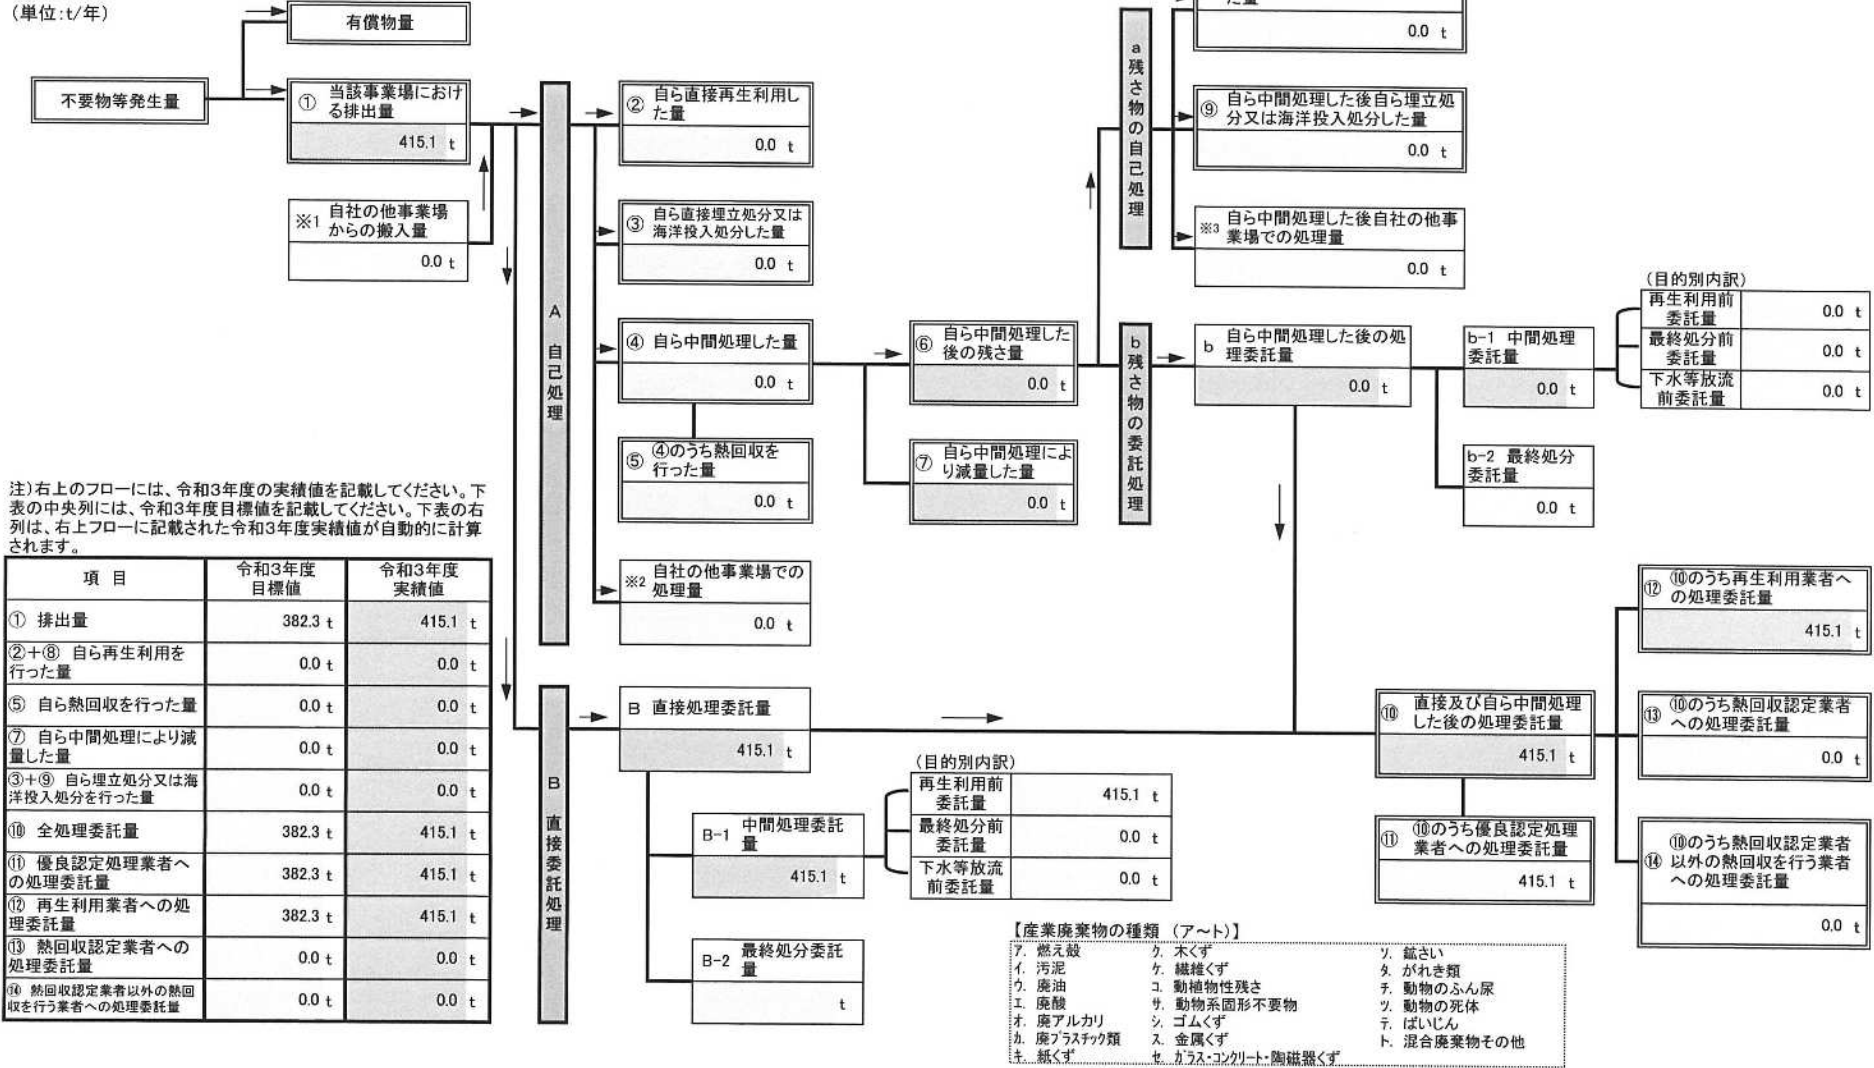 (単位:t/年)
有償物量
不要物等発生量
① 当該事業場におけ
る排出量
415.1 t
※1 自社の他事業場
からの搬入量
0.0 t
A 自己処理
② 自ら直接再生利用し
た量
0.0 t
③ 自ら直接埋立処分又は
海洋投入処分した量
0.0 t
④ 自ら中間処理した量
0.0 t
⑤ ④のうち熱回収を
行った量
0.0 t
※2 自社の他事業場での
処理量
0.0 t
⑥ 自ら中間処理した
後の残さ量
0.0 t
⑦ 自ら中間処理によ
り減量した量
0.0 t
a 残さ物の自己処理
た量
0.0 t
⑨ 自ら中間処理した後自ら埋立処
分又は海洋投入処分した量
0.0 t
※3 自ら中間処理した後自社の他事
業場での処理量
0.0 t
b 残さ物の委託処理
b 自ら中間処理した後の処
理委託量
0.0 t
b-1 中間処理
委託量
0.0 t
b-2 最終処分
委託量
0.0 t
(目的別内訳)
再生利用前
委託量 0.0 t
最終処分前
委託量 0.0 t
下水等放流
前委託量 0.0 t
注)右上のフローには、令和3年度の実績値を記載してください。下
表の中央列には、令和3年度目標値を記載してください。下表の右
列は、右上フローに記載された令和3年度実績値が自動的に計算
されます。
項 目 令和3年度 目標値 令和3年度 実績値
① 排出量 382.3 t 415.1 t
②+⑧ 自ら再生利用を
行った量 0.0 t 0.0 t
⑤ 自ら熱回収を行った量 0.0 t 0.0 t
⑦ 自ら中間処理により減
量した量 0.0 t 0.0 t
③+⑨ 自ら埋立処分又は海
洋投入処分を行った量 0.0 t 0.0 t
⑩ 全処理委託量 382.3 t 415.1 t
⑪ 優良認定処理業者へ
の処理委託量 382.3 t 415.1 t
⑫ 再生利用業者への処
理委託量 382.3 t 415.1 t
⑬ 熱回収認定業者への
処理委託量 0.0 t 0.0 t
⑭ 熱回収認定業者以外の熱回
収を行う業者への処理委託量 0.0 t 0.0 t
B 直接委託処理
B 直接処理委託量
415.1 t
B-1 中間処理委託
量
415.1 t
B-2 最終処分委託
量
t
(目的別内訳)
再生利用前
委託量 415.1 t
最終処分前
委託量 0.0 t
下水等放流
前委託量 0.0 t
⑩ 直接及び自ら中間処理
した後の処理委託量
415.1 t
⑪ ⑩のうち優良認定処理
業者への処理委託量
415.1 t
⑫ ⑩のうち再生利用業者へ
の処理委託量
415.1 t
⑬ ⑩のうち熱回収認定業者
への処理委託量
0.0 t
⑭ ⑩のうち熱回収認定業者
以外の熱回収を行う業者
への処理委託量
0.0 t
【産業廃棄物の種類 (ア~ト)】
ア. 燃え殻 ク. 木くず ソ. 鉱さい
イ. 汚泥 ケ. 繊維くず タ. がれき類
ウ. 廃油 コ. 動植物性残さ チ. 動物のふん尿
エ. 廃酸 サ. 動物系固形不要物 ツ. 動物の死体
オ. 廃アルカリ シ. ゴムくず テ. ばいじん
カ. 廃プラスチック類 ス. 金属くず ト. 混合廃棄物その他
キ. 紙くず セ. ガラス・コンクリート・陶磁器くず